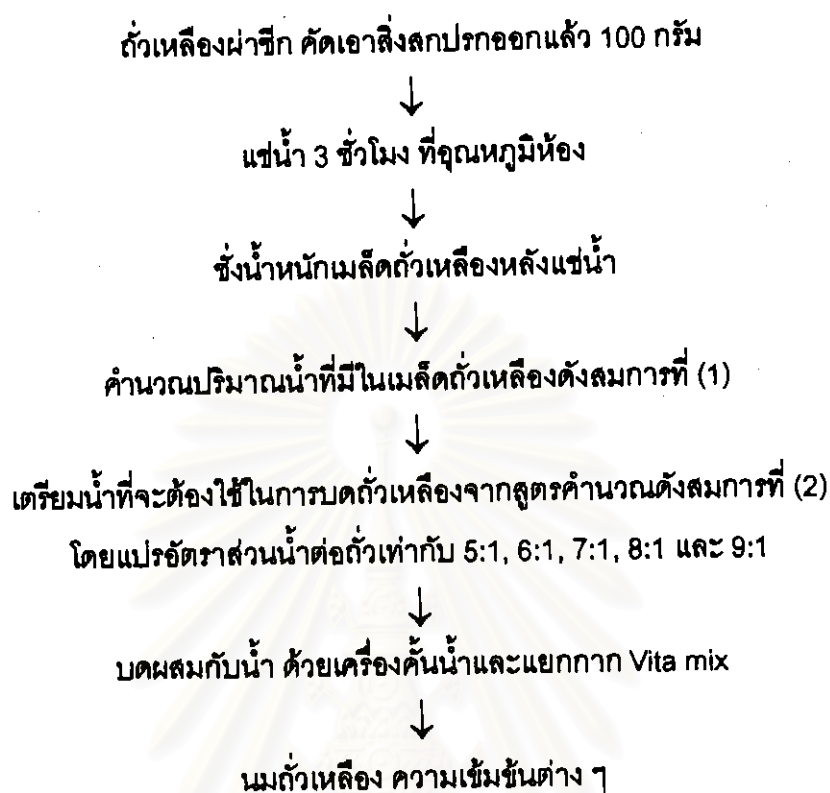 ถั่วเหลืองผ่าซีก คัดเอาสิ่งสกปรกออกแล้ว 100 กรัม
↓
แช่น้ำ 3 ชั่วโมง ที่อุณหภูมิห้อง
↓
ชั่งน้ำหนักเมล็ดถั่วเหลืองหลังแช่น้ำ
↓
คำนวณปริมาณน้ำที่มีในเมล็ดถั่วเหลืองดังสมการที่ (1)
↓
เตรียมน้ำที่จะต้องใช้ในการบดถั่วเหลืองจากสูตรคำนวณดังสมการที่ (2)
โดยแปรอัตราส่วนน้ำต่อถั่วเท่ากับ 5:1, 6:1, 7:1, 8:1 และ 9:1
↓
บดผสมกับน้ำ ด้วยเครื่องคั้นน้ำและแยกกาก Vita mix
↓
นมถั่วเหลือง ความเข้มข้นต่าง ๆ